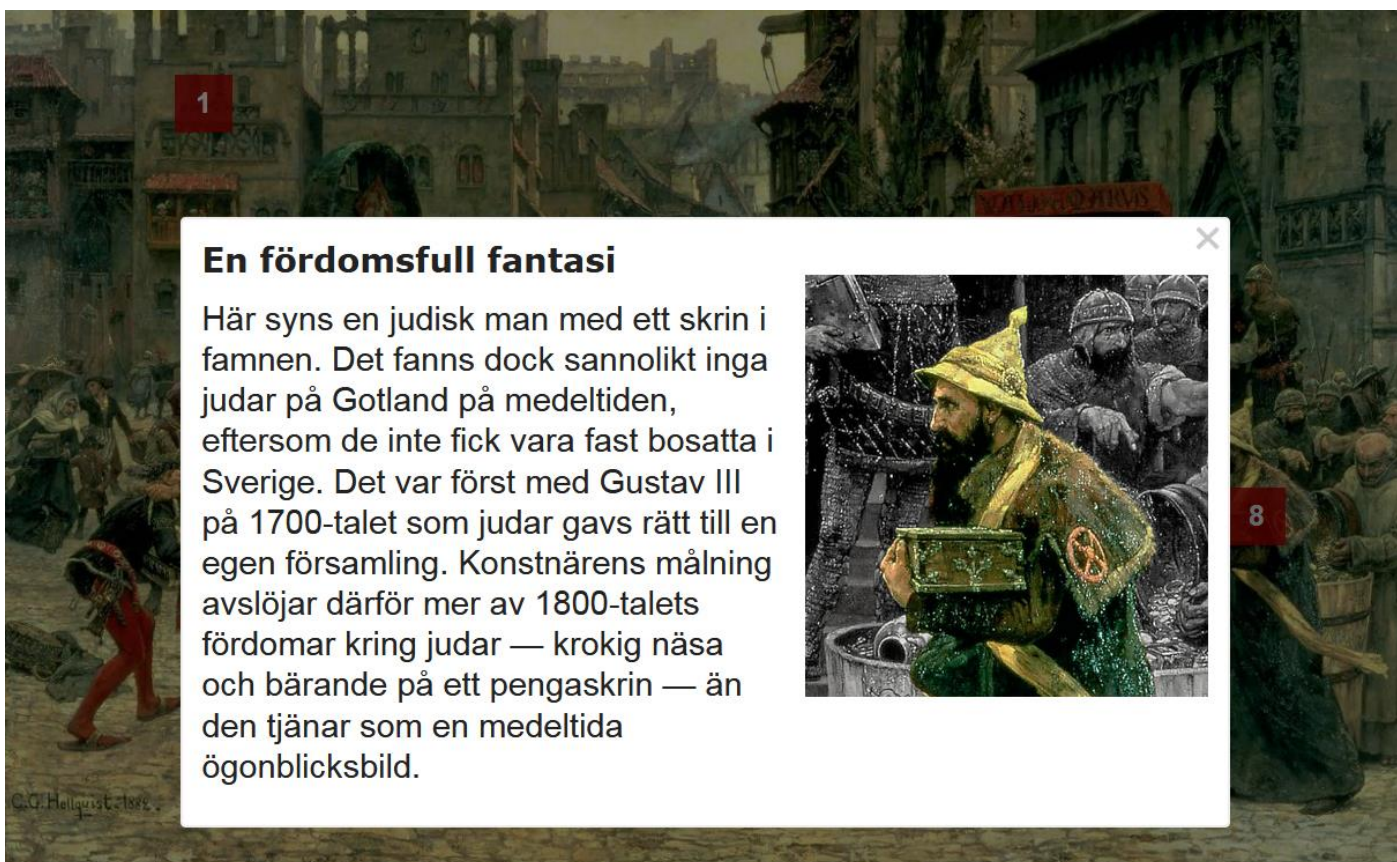 1
VALD Q ATARVIS
En fördomsfull fantasi
Här syns en judisk man med ett skrin i
famnen. Det fanns dock sannolikt inga
judar på Gotland på medeltiden,
eftersom de inte fick vara fast bosatta i
Sverige. Det var först med Gustav III
på 1700-talet som judar gavs rätt till en
egen församling. Konstnärens målning
avslöjar därför mer av 1800-talets
fördomar kring judar — krokig näsa
och bärande på ett pengaskrin — än
den tjänar som en medeltida
ögonblicksbild.
8
C.G. Hellquist. 1882.